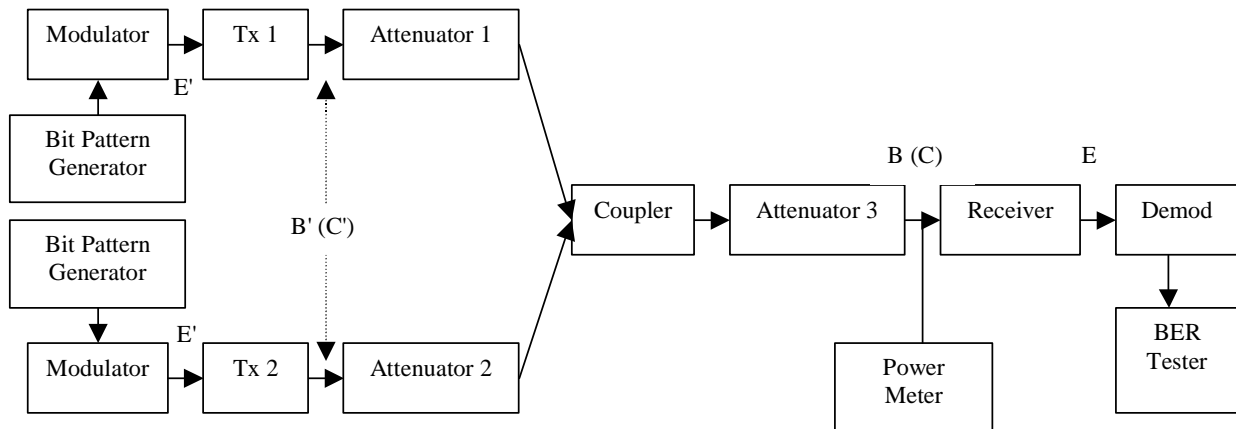 Modulator
Tx 1
Attenuator 1
E'
Bit Pattern
Generator
B (C)
E
B' (C')
Coupler
Attenuator 3
Receiver
Demod
Bit Pattern
Generator
E'
Modulator
Tx 2
Attenuator 2
Power
Meter
BER
Tester